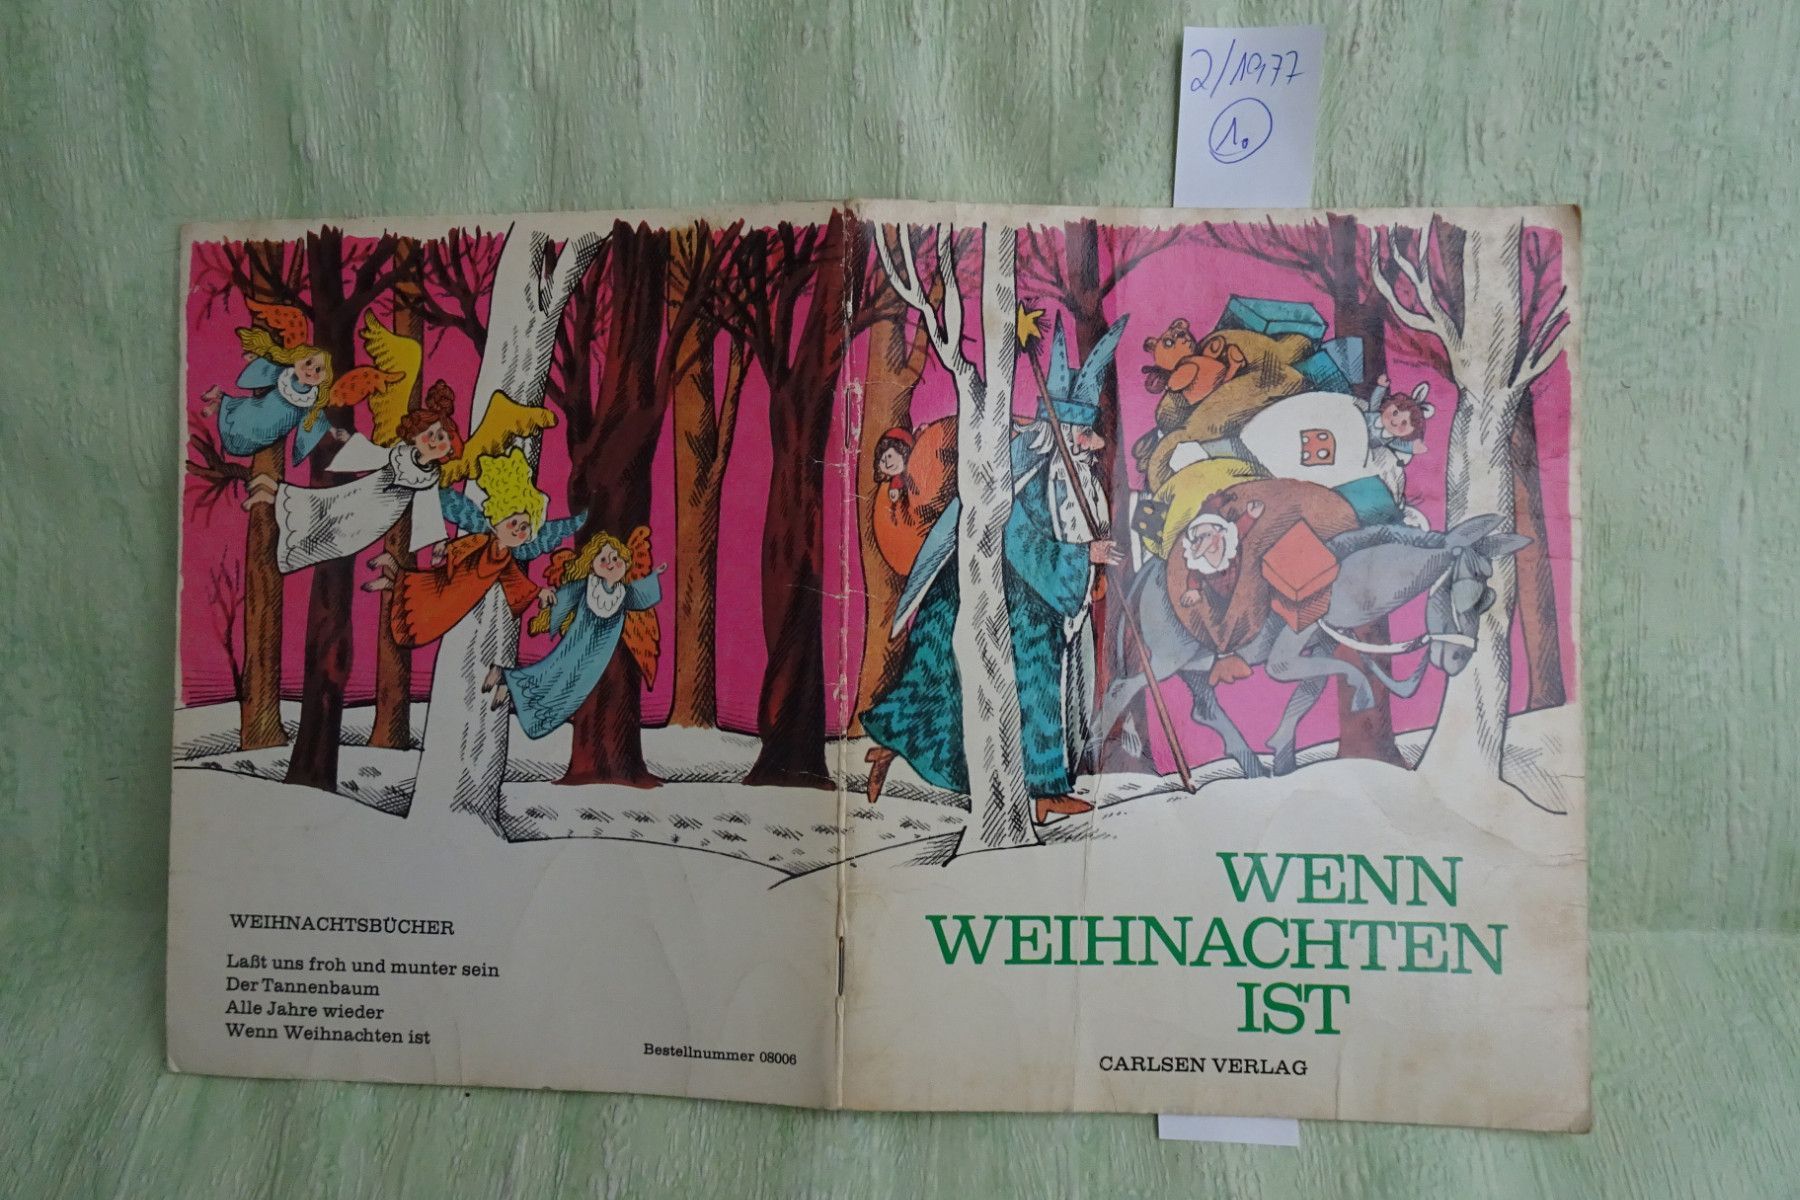 2/1977
1.
WEIHNACHTSBÜCHER
Laßt uns froh und munter sein
Der Tannenbaum
Alle Jahre wieder
Wenn Weihnachten ist
Bestellnummer 08006
WENN
WEIHNACHTEN
IST
CARLSEN VERLAG